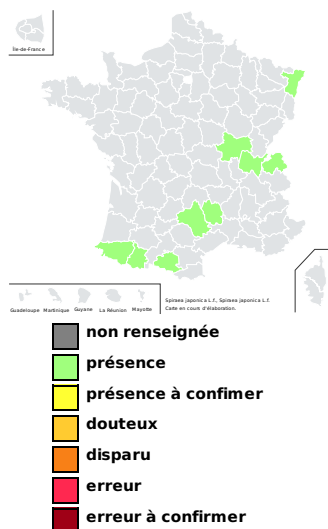 Île-de-France
Guadeloupe Martinique Guyane La Réunion Mayotte
Spiraea japonica L.f., Spiraea japonica L.f.
Carte en cours d'élaboration.
non renseignée
présence
présence à confimer
douteux
disparu
erreur
erreur à confirmer